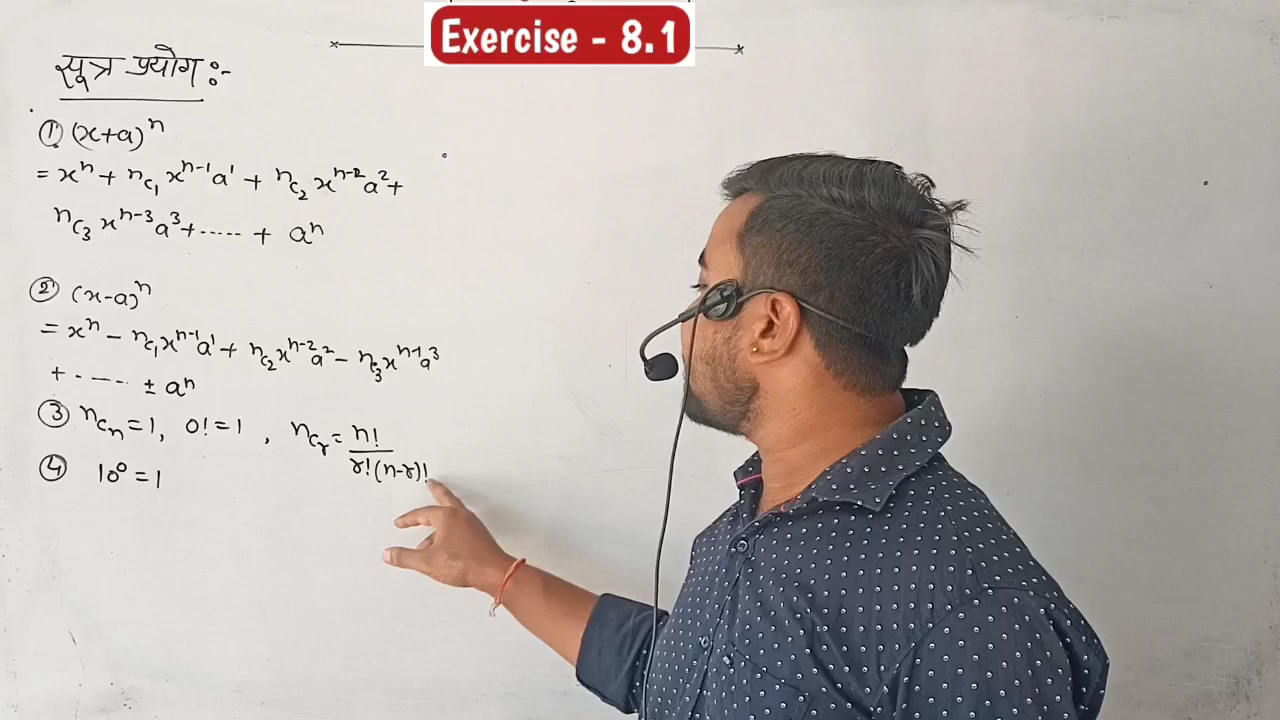 Exercise - 8.1
सूत्र प्रयोग :-
① (x+a)ⁿ
= xⁿ + ⁿC₁ xⁿ⁻¹a¹ + ⁿC₂ xⁿ⁻²a² +
ⁿC₃ xⁿ⁻³a³ + ..... + aⁿ
② (x-a)ⁿ
= xⁿ - ⁿC₁xⁿ⁻¹a¹ + ⁿC₂xⁿ⁻²a² - ⁿC₃xⁿ⁻¹a³
+ ..... ± aⁿ
③ ⁿCₙ = 1, 0! = 1 , ⁿCᵣ = n!/r!(n-r)!
④ 10⁰ = 1